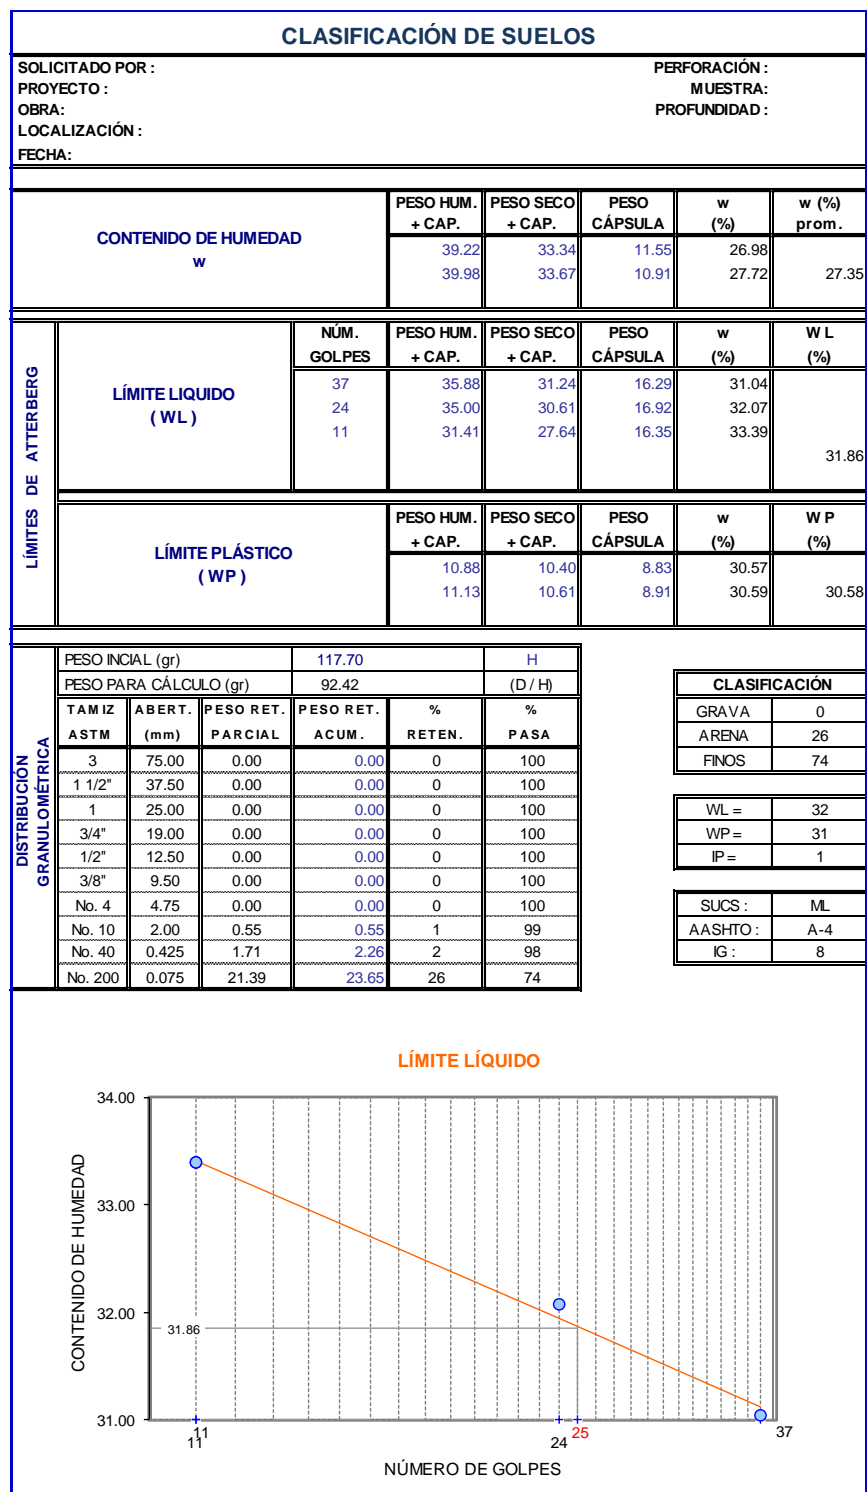 CLASIFICACIÓN DE SUELOS
SOLICITADO POR : PERFORACIÓN :
PROYECTO : MUESTRA:
OBRA: PROFUNDIDAD :
LOCALIZACIÓN :
FECHA:
CONTENIDO DE HUMEDAD
w
PESO HUM. PESO SECO PESO w w (%)
+ CAP. + CAP. CÁPSULA (%) prom.
39.22 33.34 11.55 26.98
39.98 33.67 10.91 27.72 27.35
LÍMITES DE ATTERBERG
LÍMITE LIQUIDO
( WL )
NÚM. PESO HUM. PESO SECO PESO w WL
GOLPES + CAP. + CAP. CÁPSULA (%) (%)
37 35.88 31.24 16.29 31.04
24 35.00 30.61 16.92 32.07
11 31.41 27.64 16.35 33.39
31.86
LÍMITE PLÁSTICO
( WP )
PESO HUM. PESO SECO PESO w WP
+ CAP. + CAP. CÁPSULA (%) (%)
10.88 10.40 8.83 30.57
11.13 10.61 8.91 30.59 30.58
DISTRIBUCIÓN
GRANULOMÉTRICA
PESO INCIAL (gr) 117.70 H
PESO PARA CÁLCULO (gr) 92.42 (D / H)
TAMIZ ABERT. PESO RET. PESO RET. % %
ASTM (mm) PARCIAL ACUM. RETEN. PASA
3 75.00 0.00 0.00 0 100
1 1/2" 37.50 0.00 0.00 0 100
1 25.00 0.00 0.00 0 100
3/4" 19.00 0.00 0.00 0 100
1/2" 12.50 0.00 0.00 0 100
3/8" 9.50 0.00 0.00 0 100
No. 4 4.75 0.00 0.00 0 100
No. 10 2.00 0.55 0.55 1 99
No. 40 0.425 1.71 2.26 2 98
No. 200 0.075 21.39 23.65 26 74
CLASIFICACIÓN
GRAVA 0
ARENA 26
FINOS 74
WL = 32
WP = 31
IP = 1
SUCS : ML
AASHTO : A-4
IG : 8
LÍMITE LÍQUIDO
CONTENIDO DE HUMEDAD
34.00
33.00
32.00
31.00
31.86
11
11
24
25
37
NÚMERO DE GOLPES